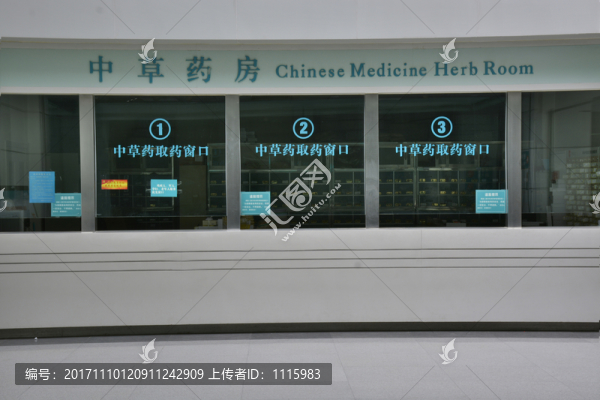 中草药房 Chinese Medicine Herb Room
① ② ③
中草药取药窗口 中草药取药窗口 中草药取药窗口
汇图网
www.huitu.com
编号：20171110120911242909 上传者ID：1115983